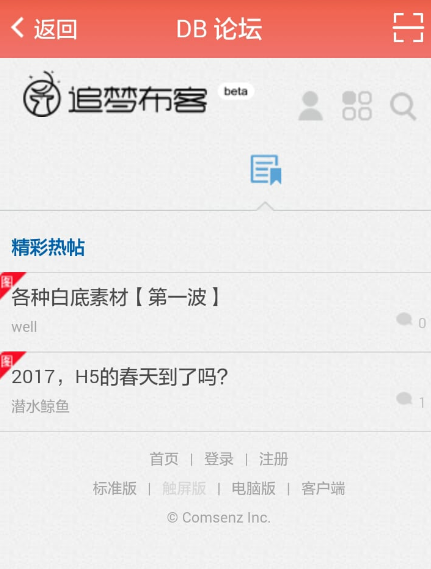 返回 DB 论坛
追梦布客 beta
精彩热帖
图
各种白底素材【第一波】
well 0
图
2017，H5的春天到了吗？
潜水鲸鱼 1
首页 | 登录 | 注册
标准版 | 触屏版 | 电脑版 | 客户端
© Comsenz Inc.